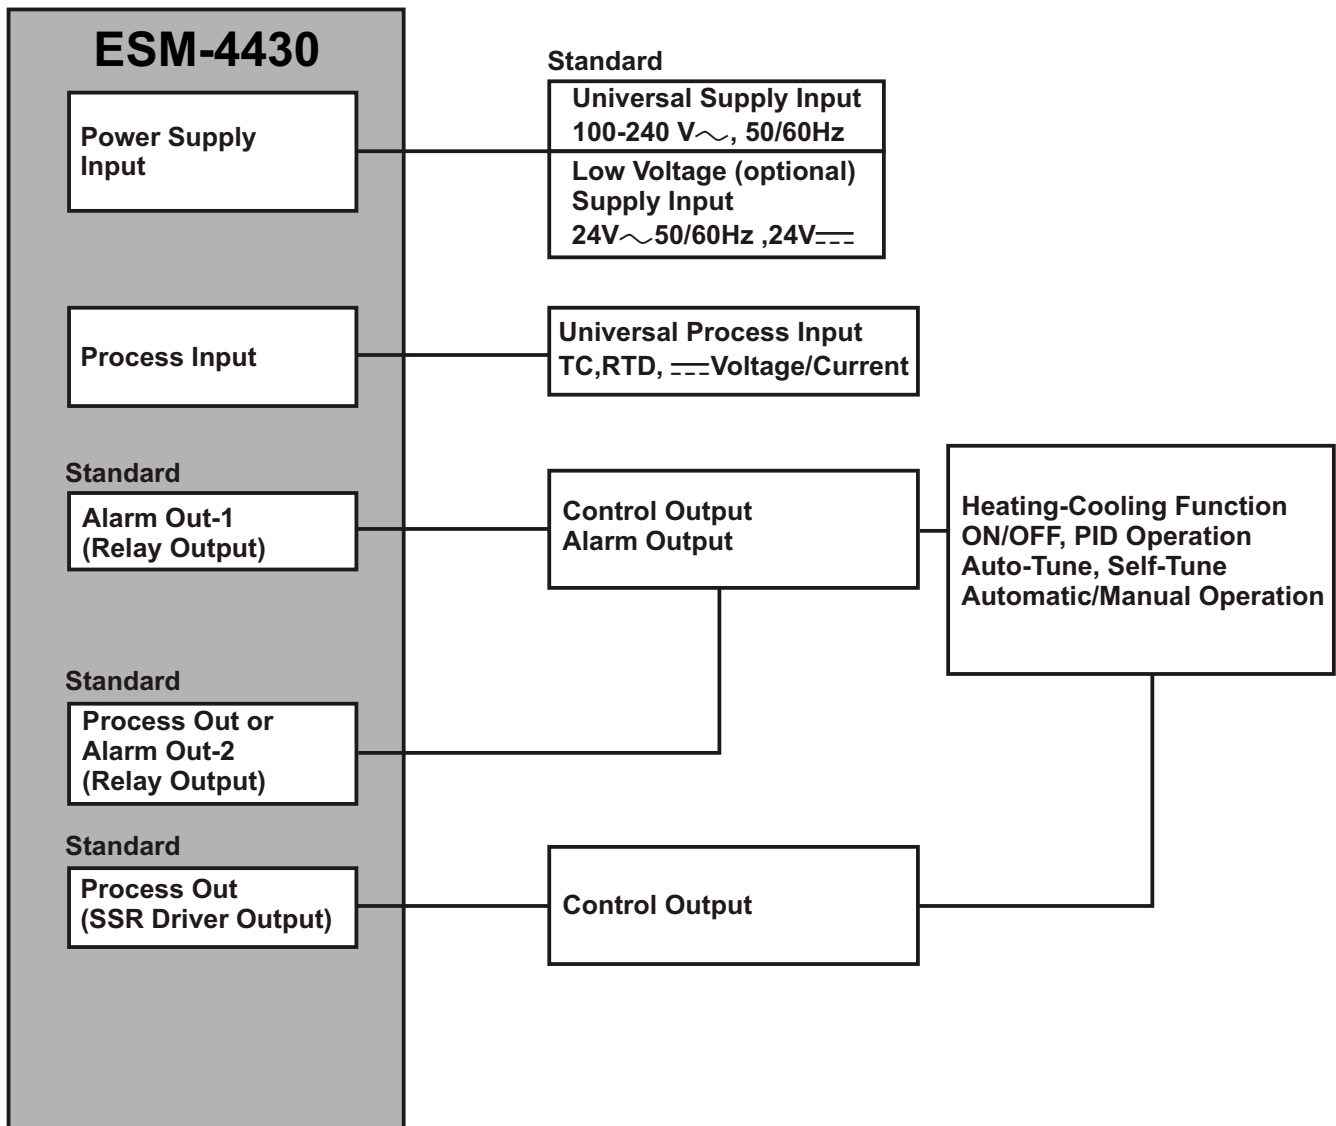 ESM-4430
Power Supply
Input
Standard
Universal Supply Input
100-240 V〜, 50/60Hz
Low Voltage (optional)
Supply Input
24V〜50/60Hz ,24V⎓
Process Input
Universal Process Input
TC,RTD, ⎓Voltage/Current
Standard
Alarm Out-1
(Relay Output)
Control Output
Alarm Output
Heating-Cooling Function
ON/OFF, PID Operation
Auto-Tune, Self-Tune
Automatic/Manual Operation
Standard
Process Out or
Alarm Out-2
(Relay Output)
Standard
Process Out
(SSR Driver Output)
Control Output